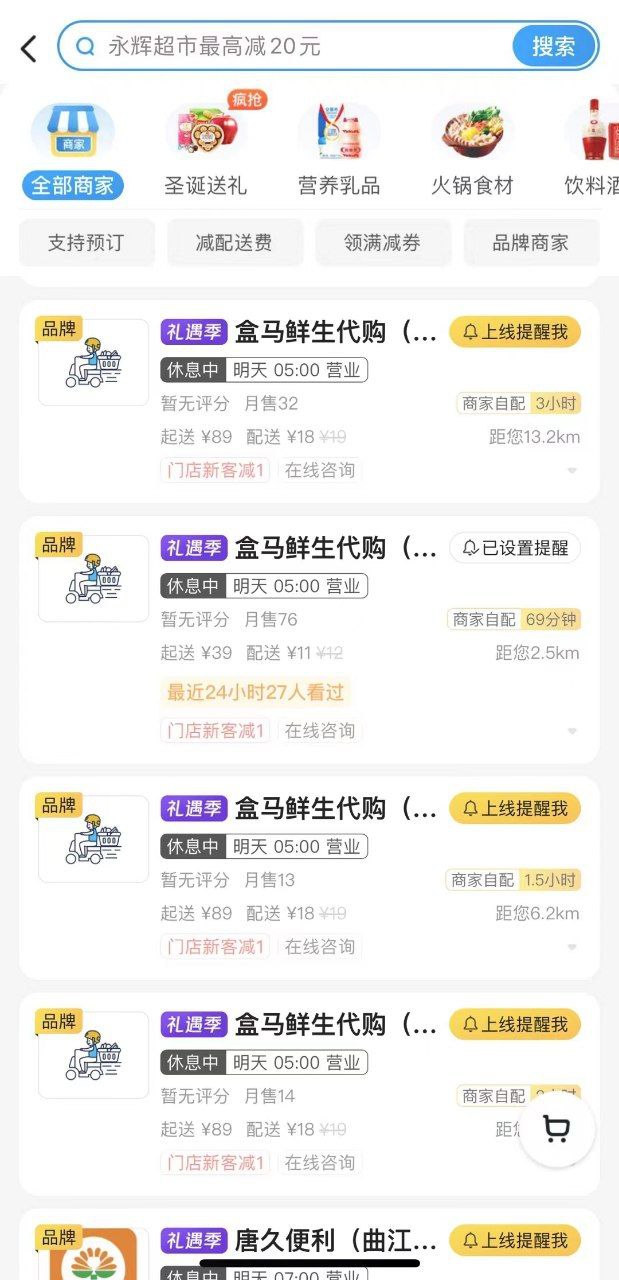 永辉超市最高减20元
搜索
疯抢
商家
全部商家 圣诞送礼 营养乳品 火锅食材 饮料酒
支持预订 减配送费 领满减券 品牌商家
品牌
礼遇季 盒马鲜生代购（... 上线提醒我
休息中 明天 05:00 营业
暂无评分 月售32 商家自配 3小时
起送 ¥89 配送 ¥18 ¥19 距您13.2km
门店新客减1 在线咨询
品牌
礼遇季 盒马鲜生代购（... 已设置提醒
休息中 明天 05:00 营业
暂无评分 月售76 商家自配 69分钟
起送 ¥39 配送 ¥11 ¥12 距您2.5km
最近24小时27人看过
门店新客减1 在线咨询
品牌
礼遇季 盒马鲜生代购（... 上线提醒我
休息中 明天 05:00 营业
暂无评分 月售13 商家自配 1.5小时
起送 ¥89 配送 ¥18 ¥19 距您6.2km
门店新客减1 在线咨询
品牌
礼遇季 盒马鲜生代购（... 上线提醒我
休息中 明天 05:00 营业
暂无评分 月售14 商家自配
起送 ¥89 配送 ¥18 ¥19 距
门店新客减1 在线咨询
品牌
礼遇季 唐久便利（曲江... 上线提醒我
休息中 明天 07:00 营业